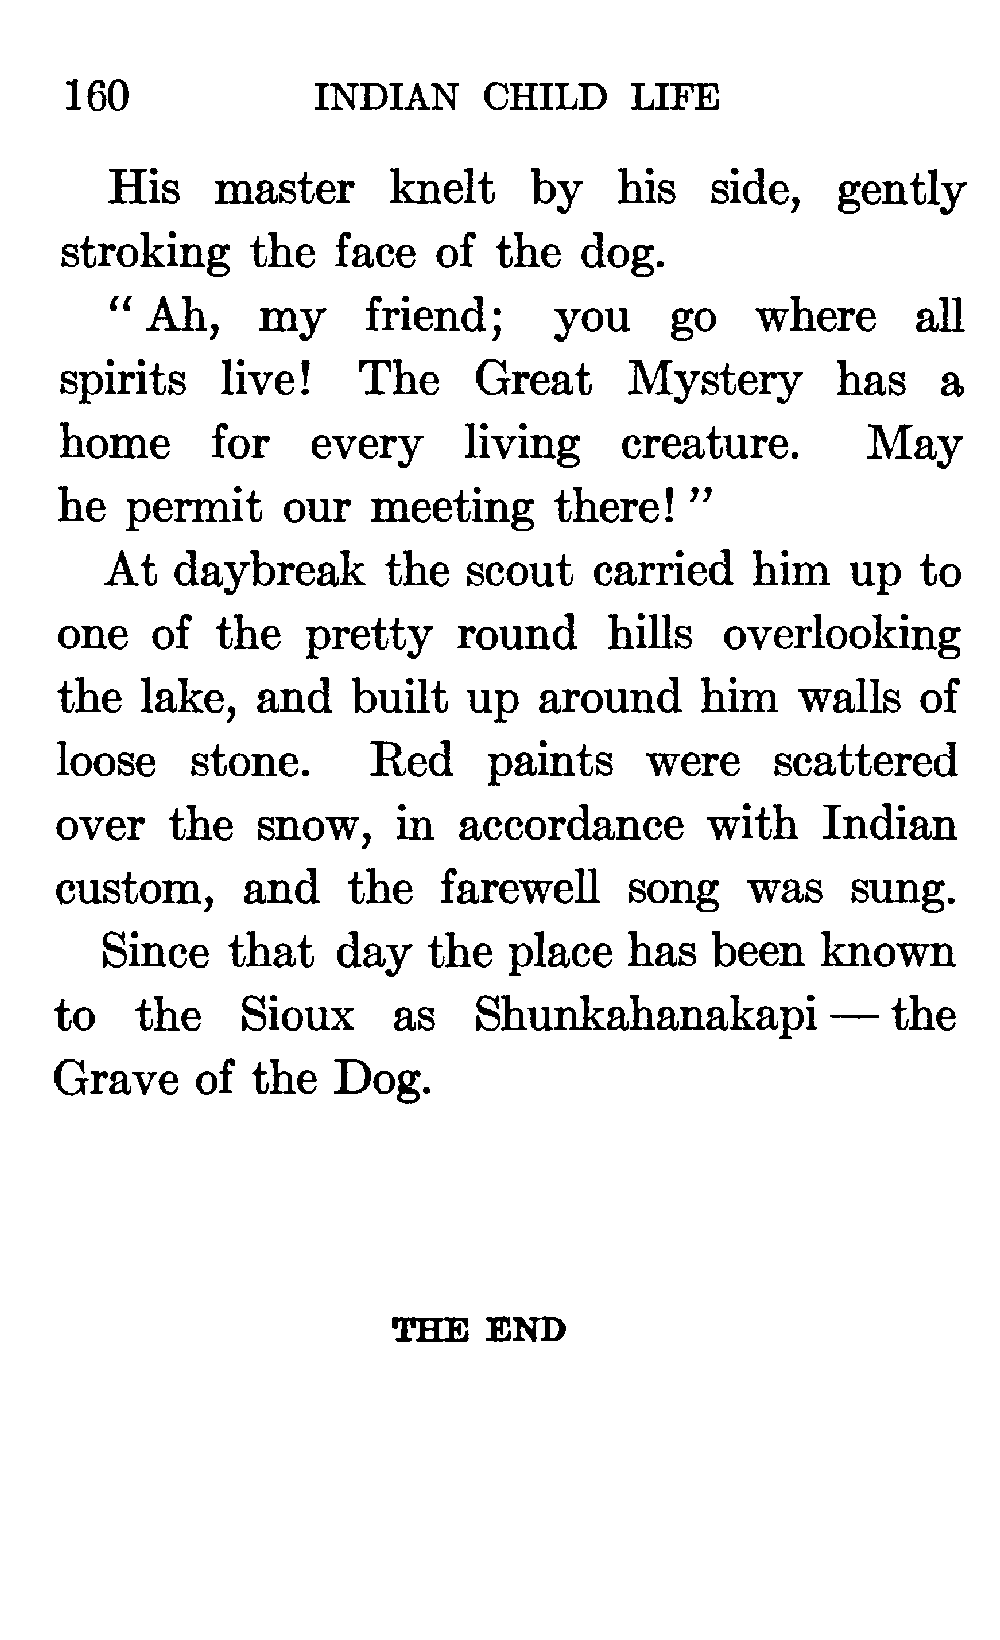 160 INDIAN CHILD LIFE
His master knelt by his side, gently
stroking the face of the dog.
“ Ah, my friend; you go where all
spirits live! The Great Mystery has a
home for every living creature. May
he permit our meeting there! ”
At daybreak the scout carried him up to
one of the pretty round hills overlooking
the lake, and built up around him walls of
loose stone. Red paints were scattered
over the snow, in accordance with Indian
custom, and the farewell song was sung.
Since that day the place has been known
to the Sioux as Shunkahanakapi — the
Grave of the Dog.
THE END